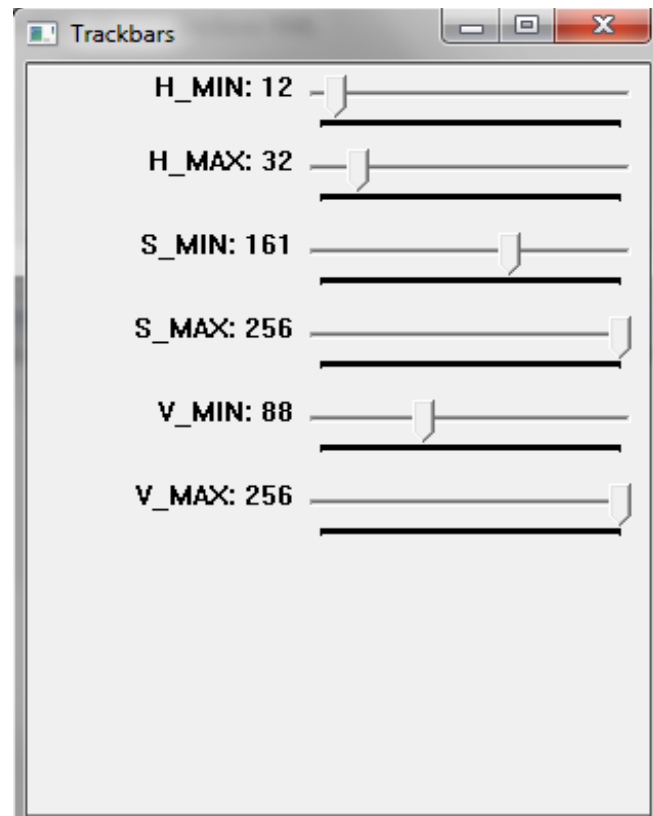 Trackbars
H_MIN: 12
H_MAX: 32
S_MIN: 161
S_MAX: 256
V_MIN: 88
V_MAX: 256